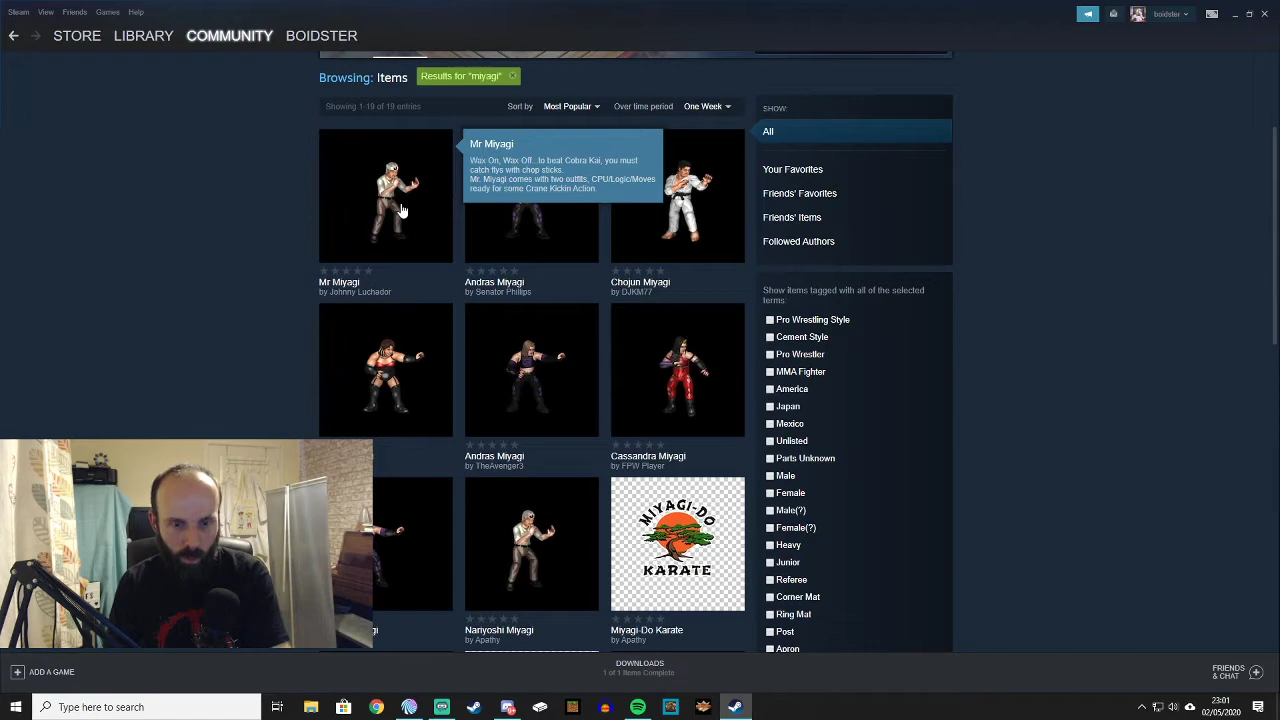 Steam View Friends Games Help
boidster
STORE LIBRARY COMMUNITY BOIDSTER
Browsing: Items Results for "miyagi"
Showing 1-19 of 19 entries Sort by Most Popular Over time period One Week
SHOW:
All
Your Favorites
Friends' Favorites
Friends' Items
Followed Authors
Mr Miyagi
Wax On, Wax Off...to beat Cobra Kai, you must
catch flys with chop sticks.
Mr. Miyagi comes with two outfits, CPU/Logic/Moves
ready for some Crane Kickin Action.
Mr Miyagi
by Johnny Luchador
Andras Miyagi
by Senator Phillips
Chojun Miyagi
by DJKM77
Show items tagged with all of the selected
terms:
Pro Wrestling Style
Cement Style
Pro Wrestler
MMA Fighter
America
Japan
Mexico
Unlisted
Parts Unknown
Male
Female
Male(?)
Female(?)
Heavy
Junior
Referee
Corner Mat
Ring Mat
Post
Apron
Andras Miyagi
by TheAvenger3
Cassandra Miyagi
by FPW Player
MIYAGI-DO
KARATE
Nariyoshi Miyagi
by Apathy
Miyagi-Do Karate
by Apathy
ADD A GAME
DOWNLOADS
1 of 1 Items Complete
FRIENDS
& CHAT
Type here to search
23:01
02/05/2020